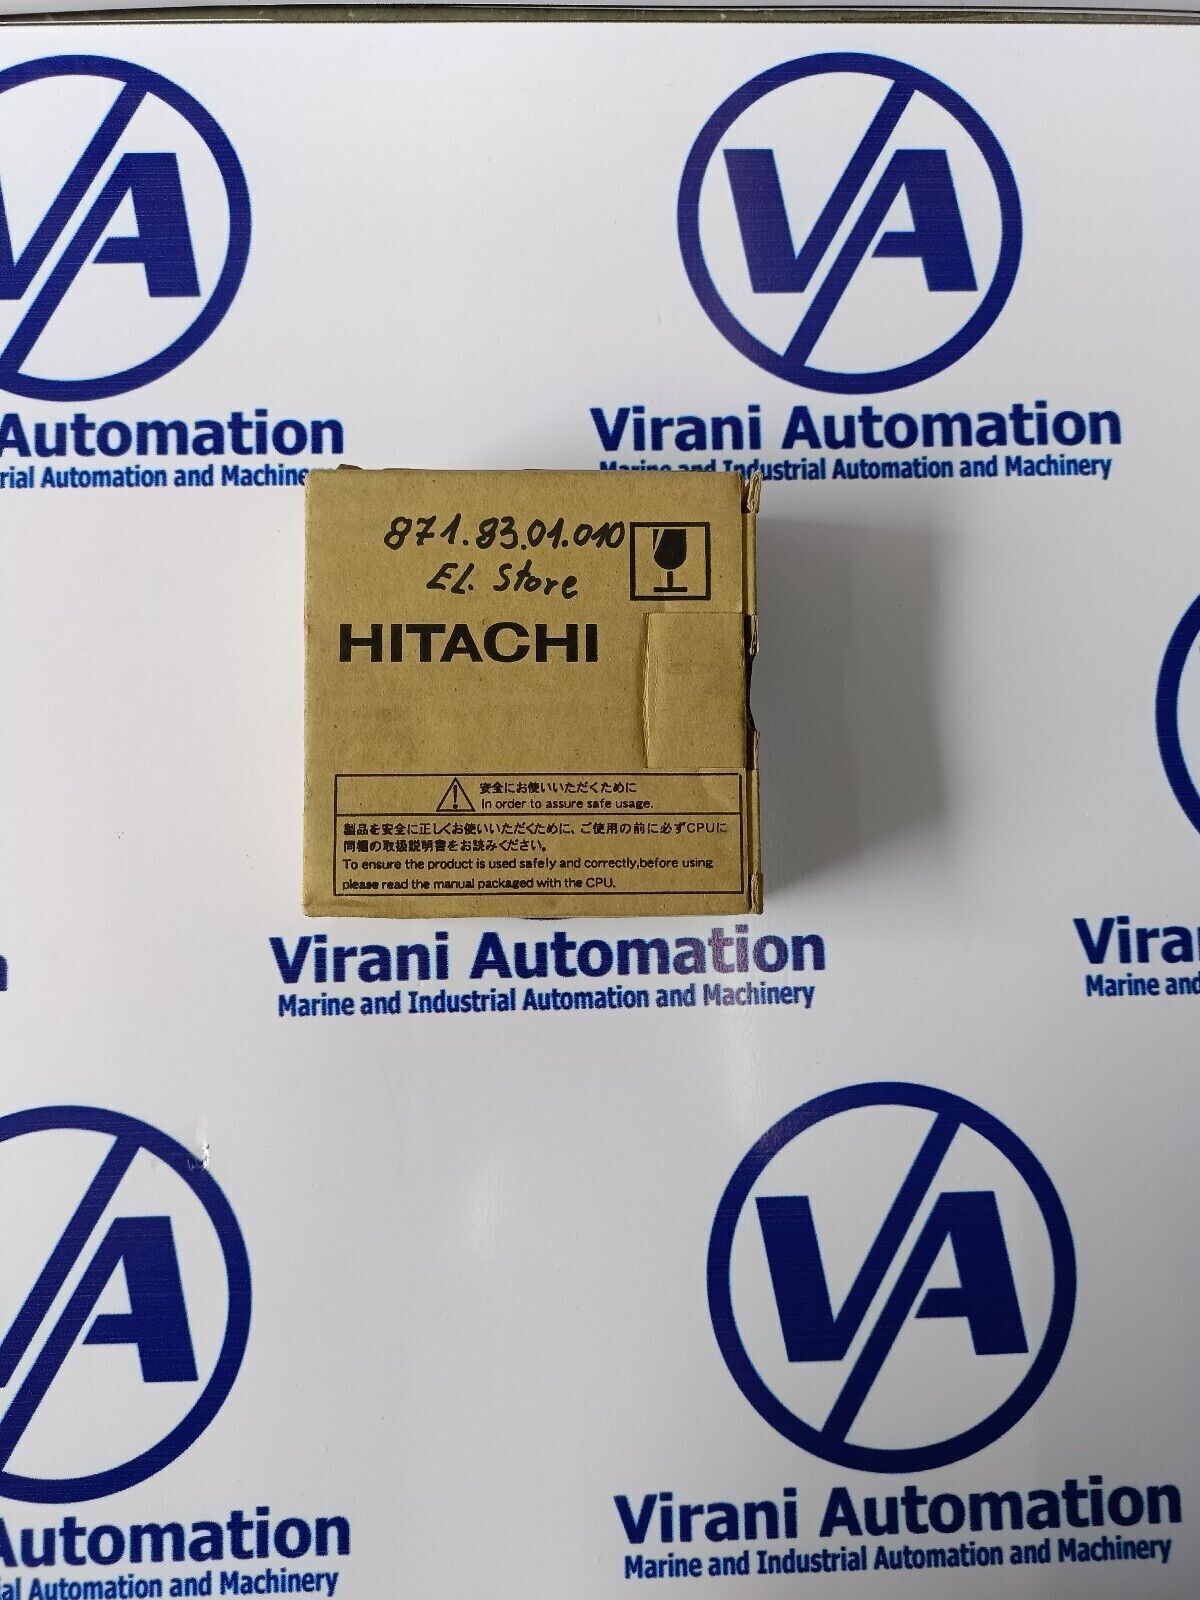 VA
VA
Automation
rial Automation and Machine
Virani Automation
Marine and Industrial Automation and Machinery
871.83.01.010
EL. Store
HITACHI
安全にお使いいただくために
In order to assure safe usage.
製品を安全に正しくお使いいただくために、ご使用の前に必ずCPUに
同梱の取扱説明書をお読みください。
To ensure the product is used safely and correctly,before using
please read the manual packaged with the CPU.
n
Virani Automation
Marine and Industrial Automation and Machinery
Vira
Marine and
VA
VA
Automation
ial Automation and Machinery
Virani Automation
Marine and Industrial Automation and Machinery